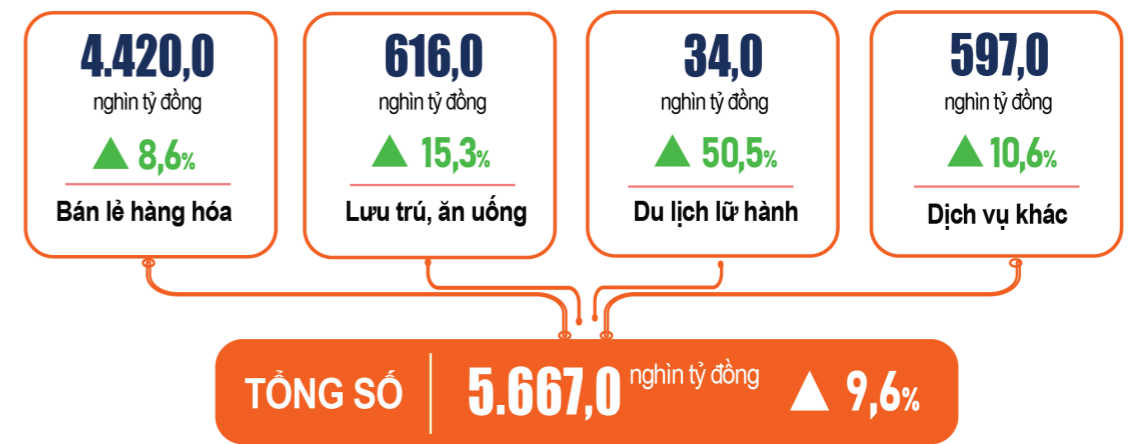 4.420,0
nghìn tỷ đồng
▲ 8,6%
Bán lẻ hàng hóa
616,0
nghìn tỷ đồng
▲ 15,3%
Lưu trú, ăn uống
34,0
nghìn tỷ đồng
▲ 50,5%
Du lịch lữ hành
597,0
nghìn tỷ đồng
▲ 10,6%
Dịch vụ khác
TỔNG SỐ 5.667,0 nghìn tỷ đồng ▲ 9,6%